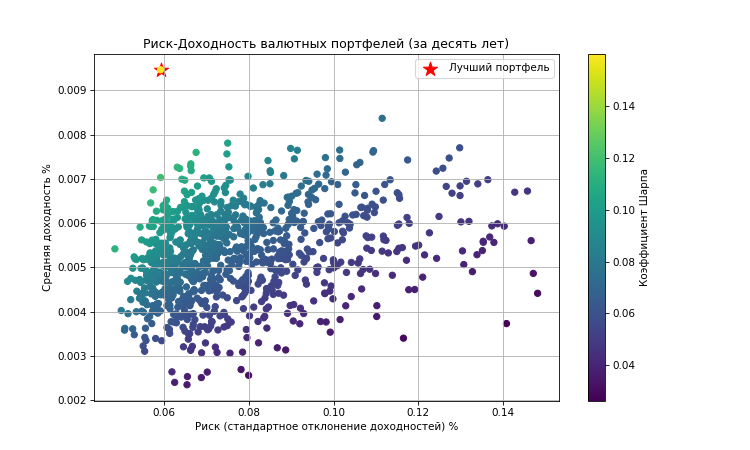 Риск-Доходность валютных портфелей (за десять лет)
Лучший портфель
Средняя доходность %
0.009
0.008
0.007
0.006
0.005
0.004
0.003
0.002
0.06 0.08 0.10 0.12 0.14
Риск (стандартное отклонение доходностей) %
0.14
0.12
0.10
0.08
0.06
0.04
Коэффициент Шарпа